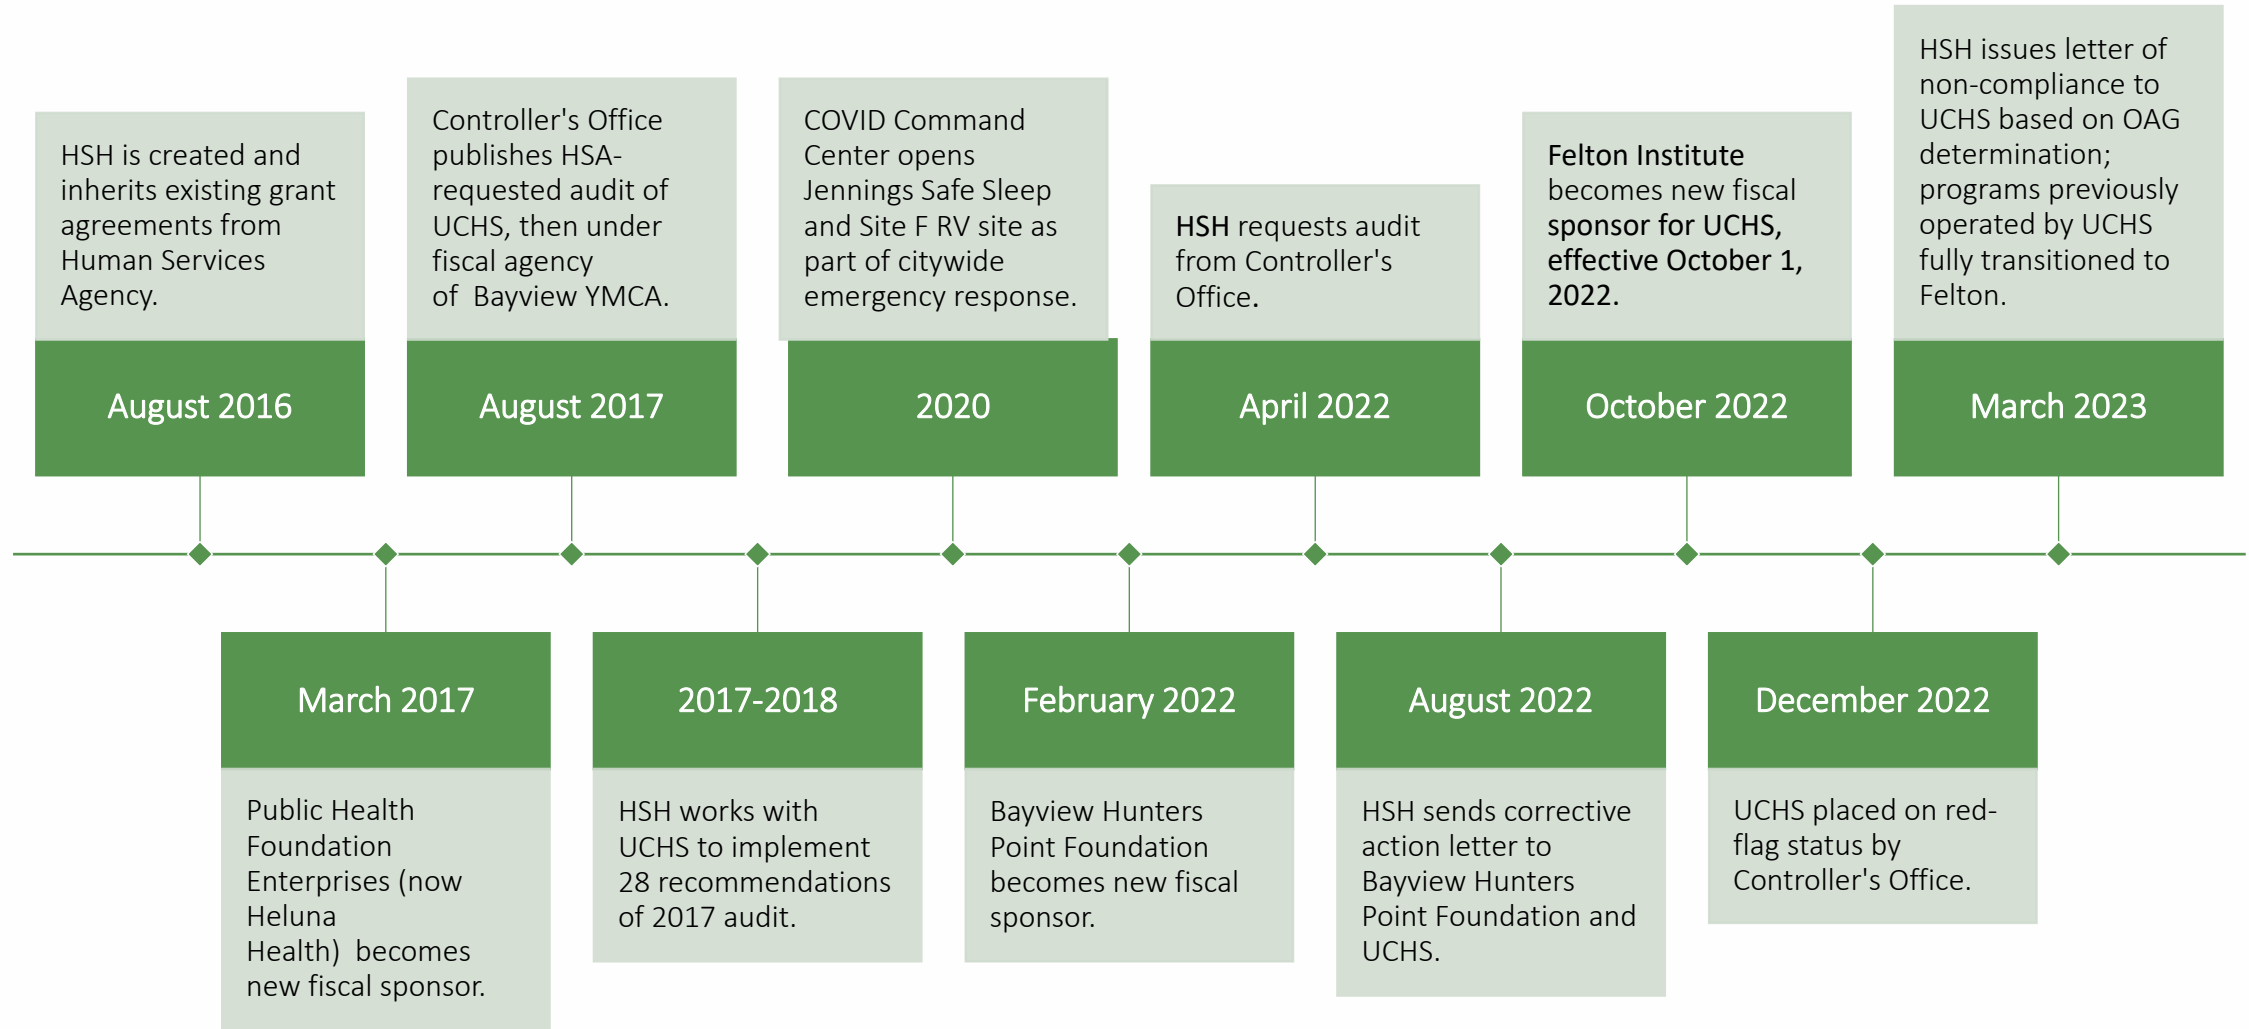 HSH is created and
inherits existing grant
agreements from
Human Services
Agency.
August 2016
Public Health
Foundation
Enterprises (now
Heluna
Health)  becomes
new fiscal sponsor.
March 2017
Controller's Office
publishes HSA-
requested audit of
UCHS, then under
fiscal agency
of  Bayview YMCA.
August 2017
2017-2018
HSH works with
UCHS to implement
28 recommendations
of 2017 audit.
COVID Command
Center opens
Jennings Safe Sleep
and Site F RV site as
part of citywide
emergency response.
2020
February 2022
Bayview Hunters
Point Foundation
becomes new fiscal
sponsor.
HSH requests audit
from Controller's
Office.
April 2022
August 2022
HSH sends corrective
action letter to
Bayview Hunters
Point Foundation and
UCHS.
Felton Institute
becomes new fiscal
sponsor for UCHS,
effective October 1,
2022.
October 2022
December 2022
UCHS placed on red-
flag status by
Controller's Office.
HSH issues letter of
non-compliance to
UCHS based on OAG
determination;
programs previously
operated by UCHS
fully transitioned to
Felton.
March 2023